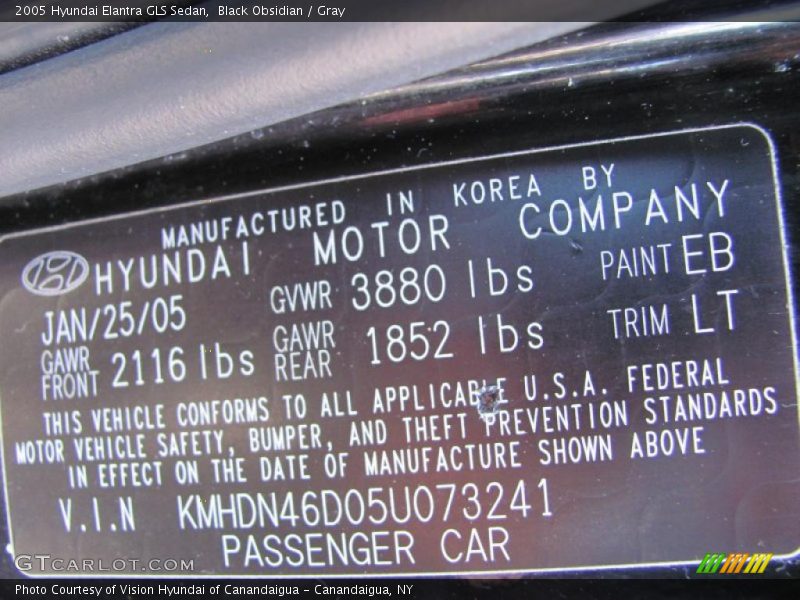 2005 Hyundai Elantra GLS Sedan, Black Obsidian / Gray
MANUFACTURED IN KOREA BY
HYUNDAI MOTOR COMPANY
JAN/25/05 GVWR 3880 lbs PAINT EB
GAWR FRONT 2116 lbs GAWR REAR 1852 lbs TRIM LT
THIS VEHICLE CONFORMS TO ALL APPLICABLE U.S.A. FEDERAL
MOTOR VEHICLE SAFETY, BUMPER, AND THEFT PREVENTION STANDARDS
IN EFFECT ON THE DATE OF MANUFACTURE SHOWN ABOVE
V.I.N KMHDN46D05U073241
PASSENGER CAR
GTCarLot.com
Photo Courtesy of Vision Hyundai of Canandaigua - Canandaigua, NY